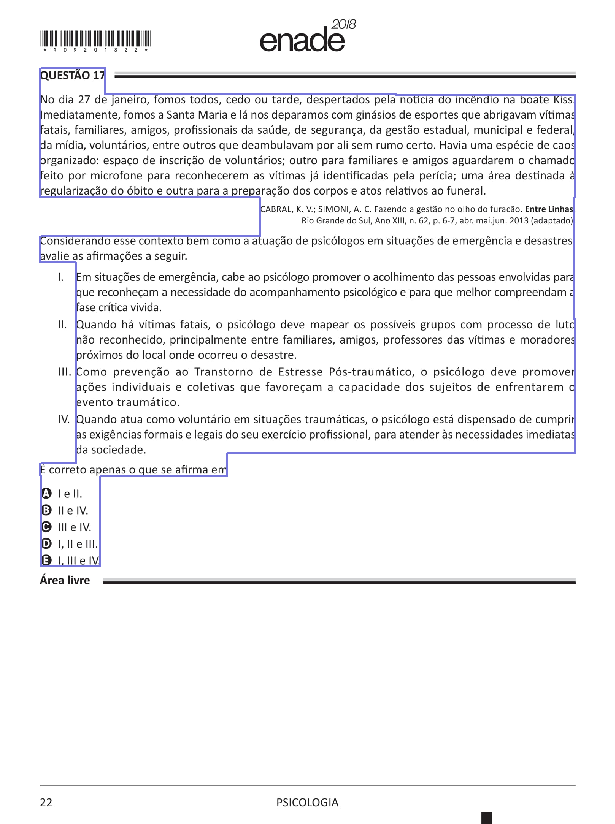 *R0920182 2*
enade 2018
QUESTÃO 17
No dia 27 de janeiro, fomos todos, cedo ou tarde, despertados pela notícia do incêndio na boate Kiss.
Imediatamente, fomos a Santa Maria e lá nos deparamos com ginásios de esportes que abrigavam vítimas
fatais, familiares, amigos, profissionais da saúde, de segurança, da gestão estadual, municipal e federal,
da mídia, voluntários, entre outros que deambulavam por ali sem rumo certo. Havia uma espécie de caos
organizado: espaço de inscrição de voluntários; outro para familiares e amigos aguardarem o chamado
feito por microfone para reconhecerem as vítimas já identificadas pela perícia; uma área destinada à
regularização do óbito e outra para a preparação dos corpos e atos relativos ao funeral.
CABRAL, K. V.; SIMONI, A. C. Fazendo a gestão no olho do furacão. Entre Linhas
Rio Grande do Sul, Ano XIII, n. 62, p. 6-7, abr. mai.jun. 2013 (adaptado)
Considerando esse contexto bem como a atuação de psicólogos em situações de emergência e desastres,
avalie as afirmações a seguir.
I. Em situações de emergência, cabe ao psicólogo promover o acolhimento das pessoas envolvidas para
que reconheçam a necessidade do acompanhamento psicológico e para que melhor compreendam a
fase crítica vivida.
II. Quando há vítimas fatais, o psicólogo deve mapear os possíveis grupos com processo de luto
não reconhecido, principalmente entre familiares, amigos, professores das vítimas e moradores
próximos do local onde ocorreu o desastre.
III. Como prevenção ao Transtorno de Estresse Pós-traumático, o psicólogo deve promover
ações individuais e coletivas que favoreçam a capacidade dos sujeitos de enfrentarem o
evento traumático.
IV. Quando atua como voluntário em situações traumáticas, o psicólogo está dispensado de cumprir
as exigências formais e legais do seu exercício profissional, para atender às necessidades imediatas
da sociedade.
É correto apenas o que se afirma em
A I e II.
B II e IV.
C III e IV.
D I, II e III.
E I, III e IV.
Área livre
22 PSICOLOGIA